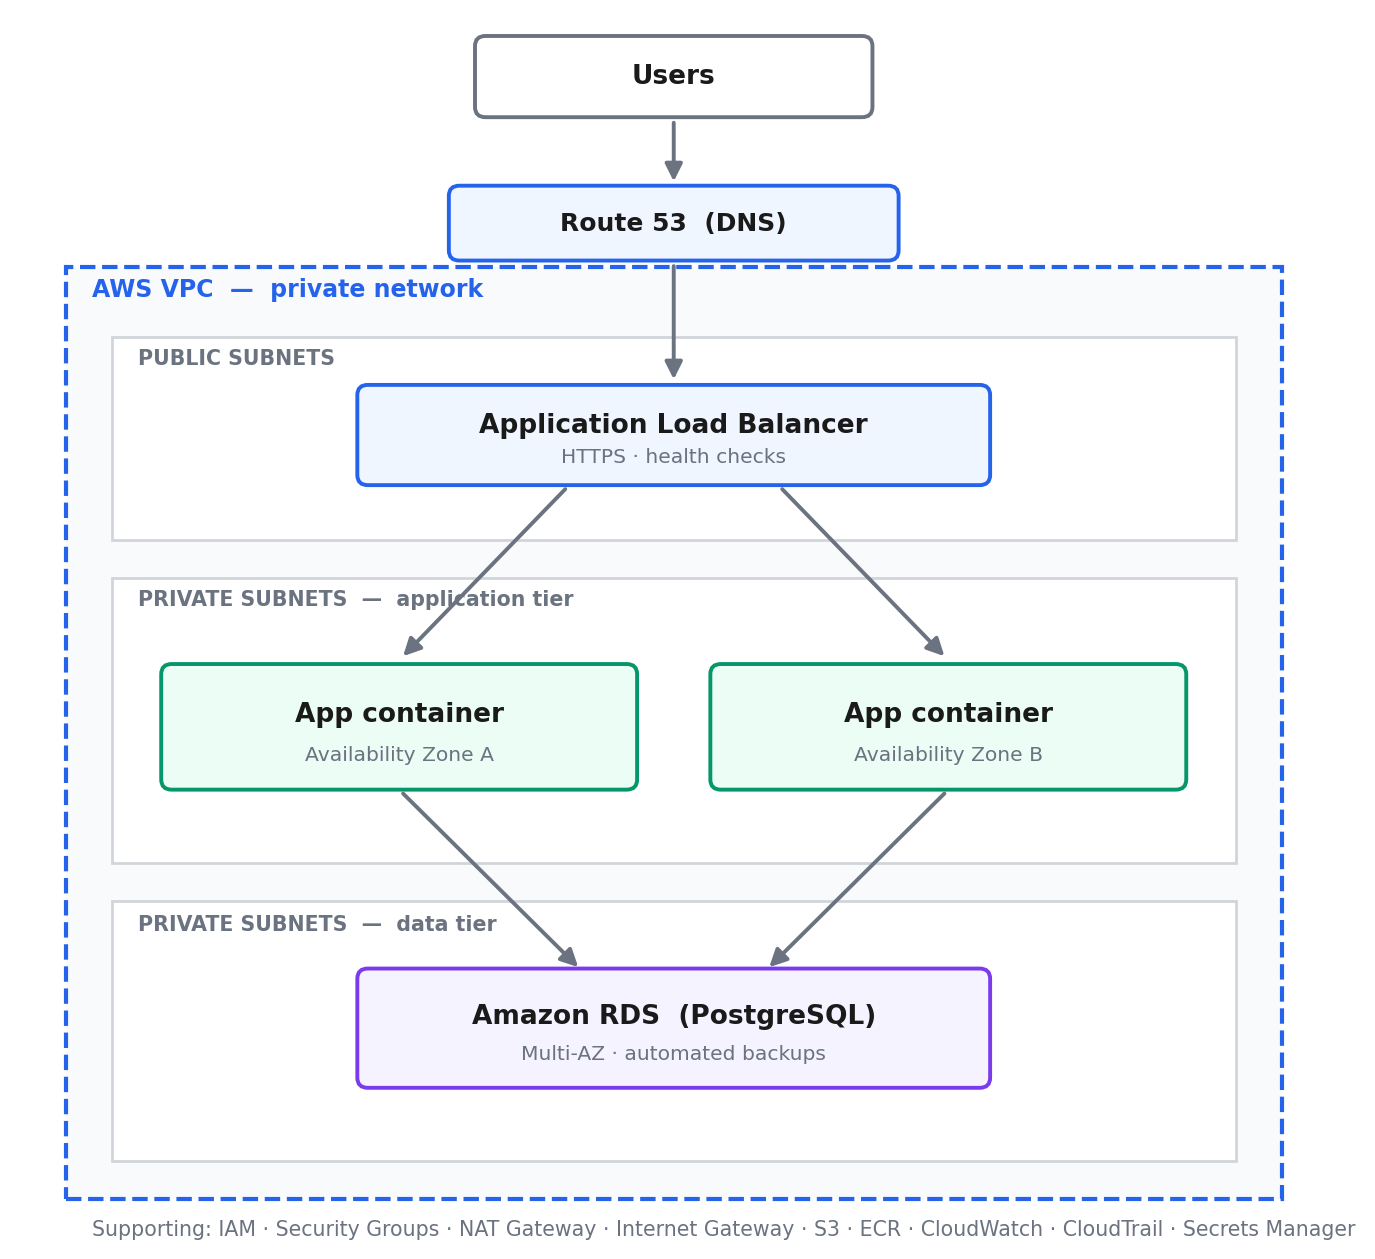 Users
Route 53 (DNS)
AWS VPC — private network
PUBLIC SUBNETS
Application Load Balancer
HTTPS · health checks
PRIVATE SUBNETS — application tier
App container
Availability Zone A
App container
Availability Zone B
PRIVATE SUBNETS — data tier
Amazon RDS (PostgreSQL)
Multi-AZ · automated backups
Supporting: IAM · Security Groups · NAT Gateway · Internet Gateway · S3 · ECR · CloudWatch · CloudTrail · Secrets Manager